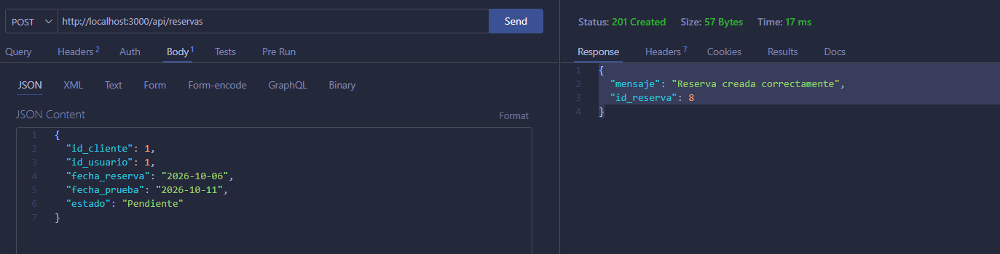 POST http://localhost:3000/api/reservas Send
Query Headers 2 Auth Body 1 Tests Pre Run
JSON XML Text Form Form-encode GraphQL Binary
JSON Content Format
1 {
2 "id_cliente": 1,
3 "id_usuario": 1,
4 "fecha_reserva": "2026-10-06",
5 "fecha_prueba": "2026-10-11",
6 "estado": "Pendiente"
7 }
Status: 201 Created Size: 57 Bytes Time: 17 ms
Response Headers 7 Cookies Results Docs
1 {
2 "mensaje": "Reserva creada correctamente",
3 "id_reserva": 8
4 }